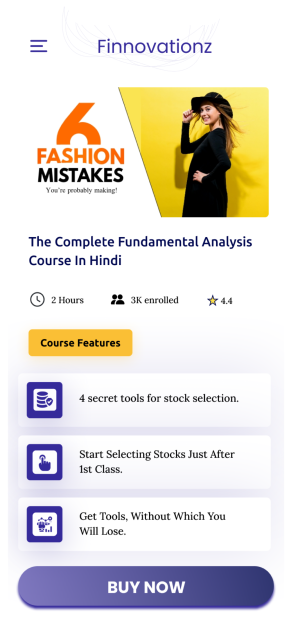 Finnovationz
6
FASHION
MISTAKES
You're probably making!
The Complete Fundamental Analysis
Course In Hindi
2 Hours
3K enrolled
4.4
Course Features
4 secret tools for stock selection.
Start Selecting Stocks Just After
1st Class.
Get Tools, Without Which You
Will Lose.
BUY NOW